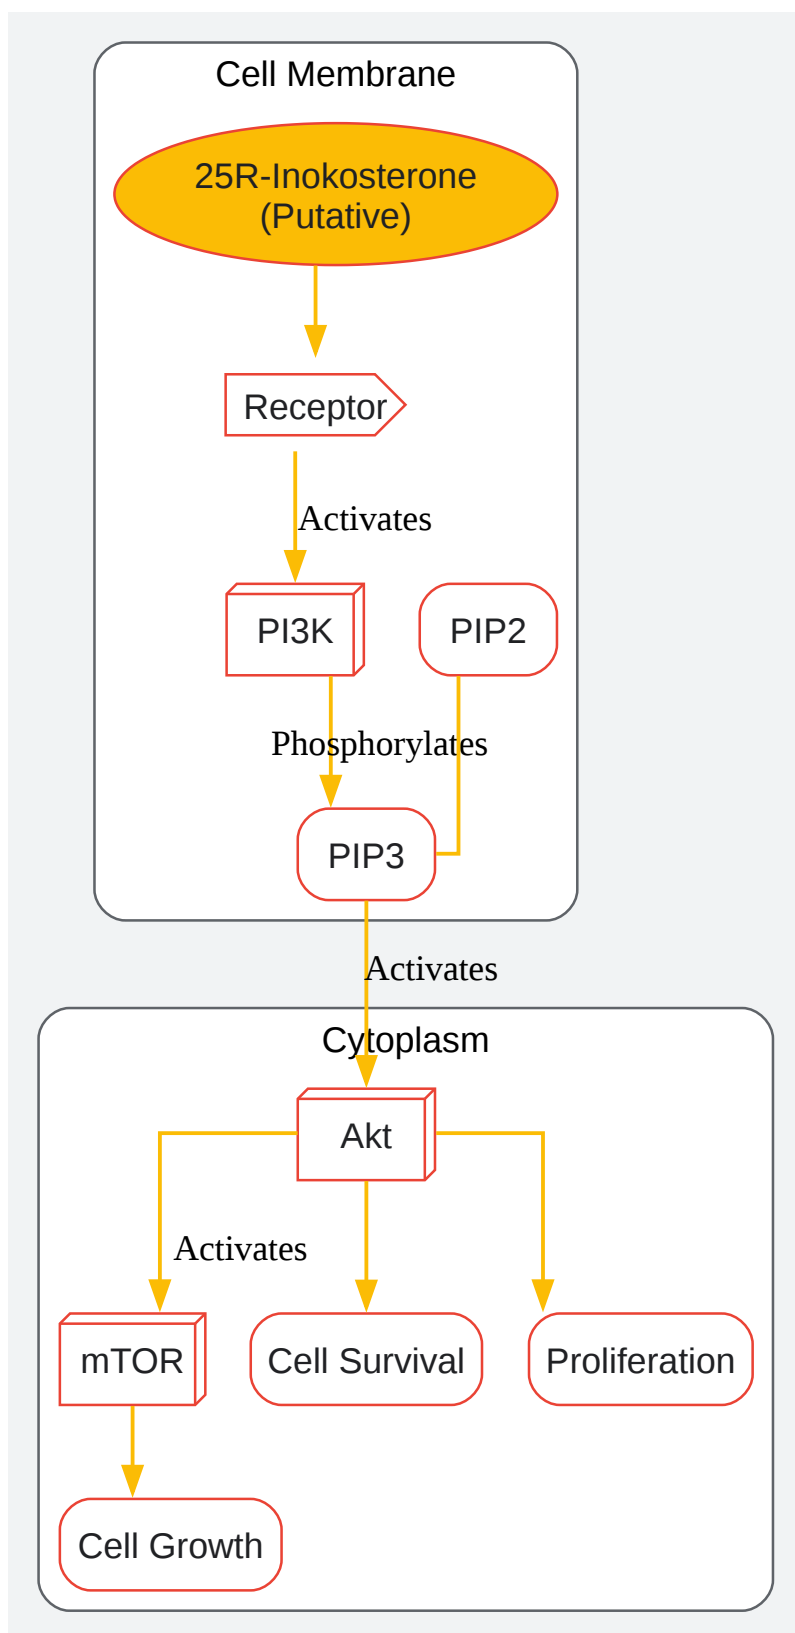 Cell Membrane
25R-Inokosterone
(Putative)
Receptor
Activates
PI3K
PIP2
Phosphorylates
PIP3
Activates
Cytoplasm
Akt
Activates
mTOR
Cell Survival
Proliferation
Cell Growth